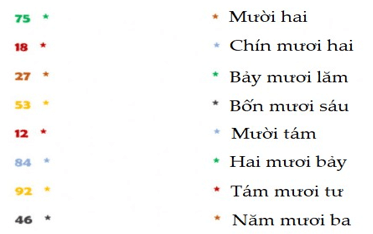 75 * * Mười hai
18 * * Chín mươi hai
27 * * Bảy mươi lăm
53 * * Bốn mươi sáu
12 * * Mười tám
84 * * Hai mươi bảy
92 * * Tám mươi tư
46 * * Năm mươi ba